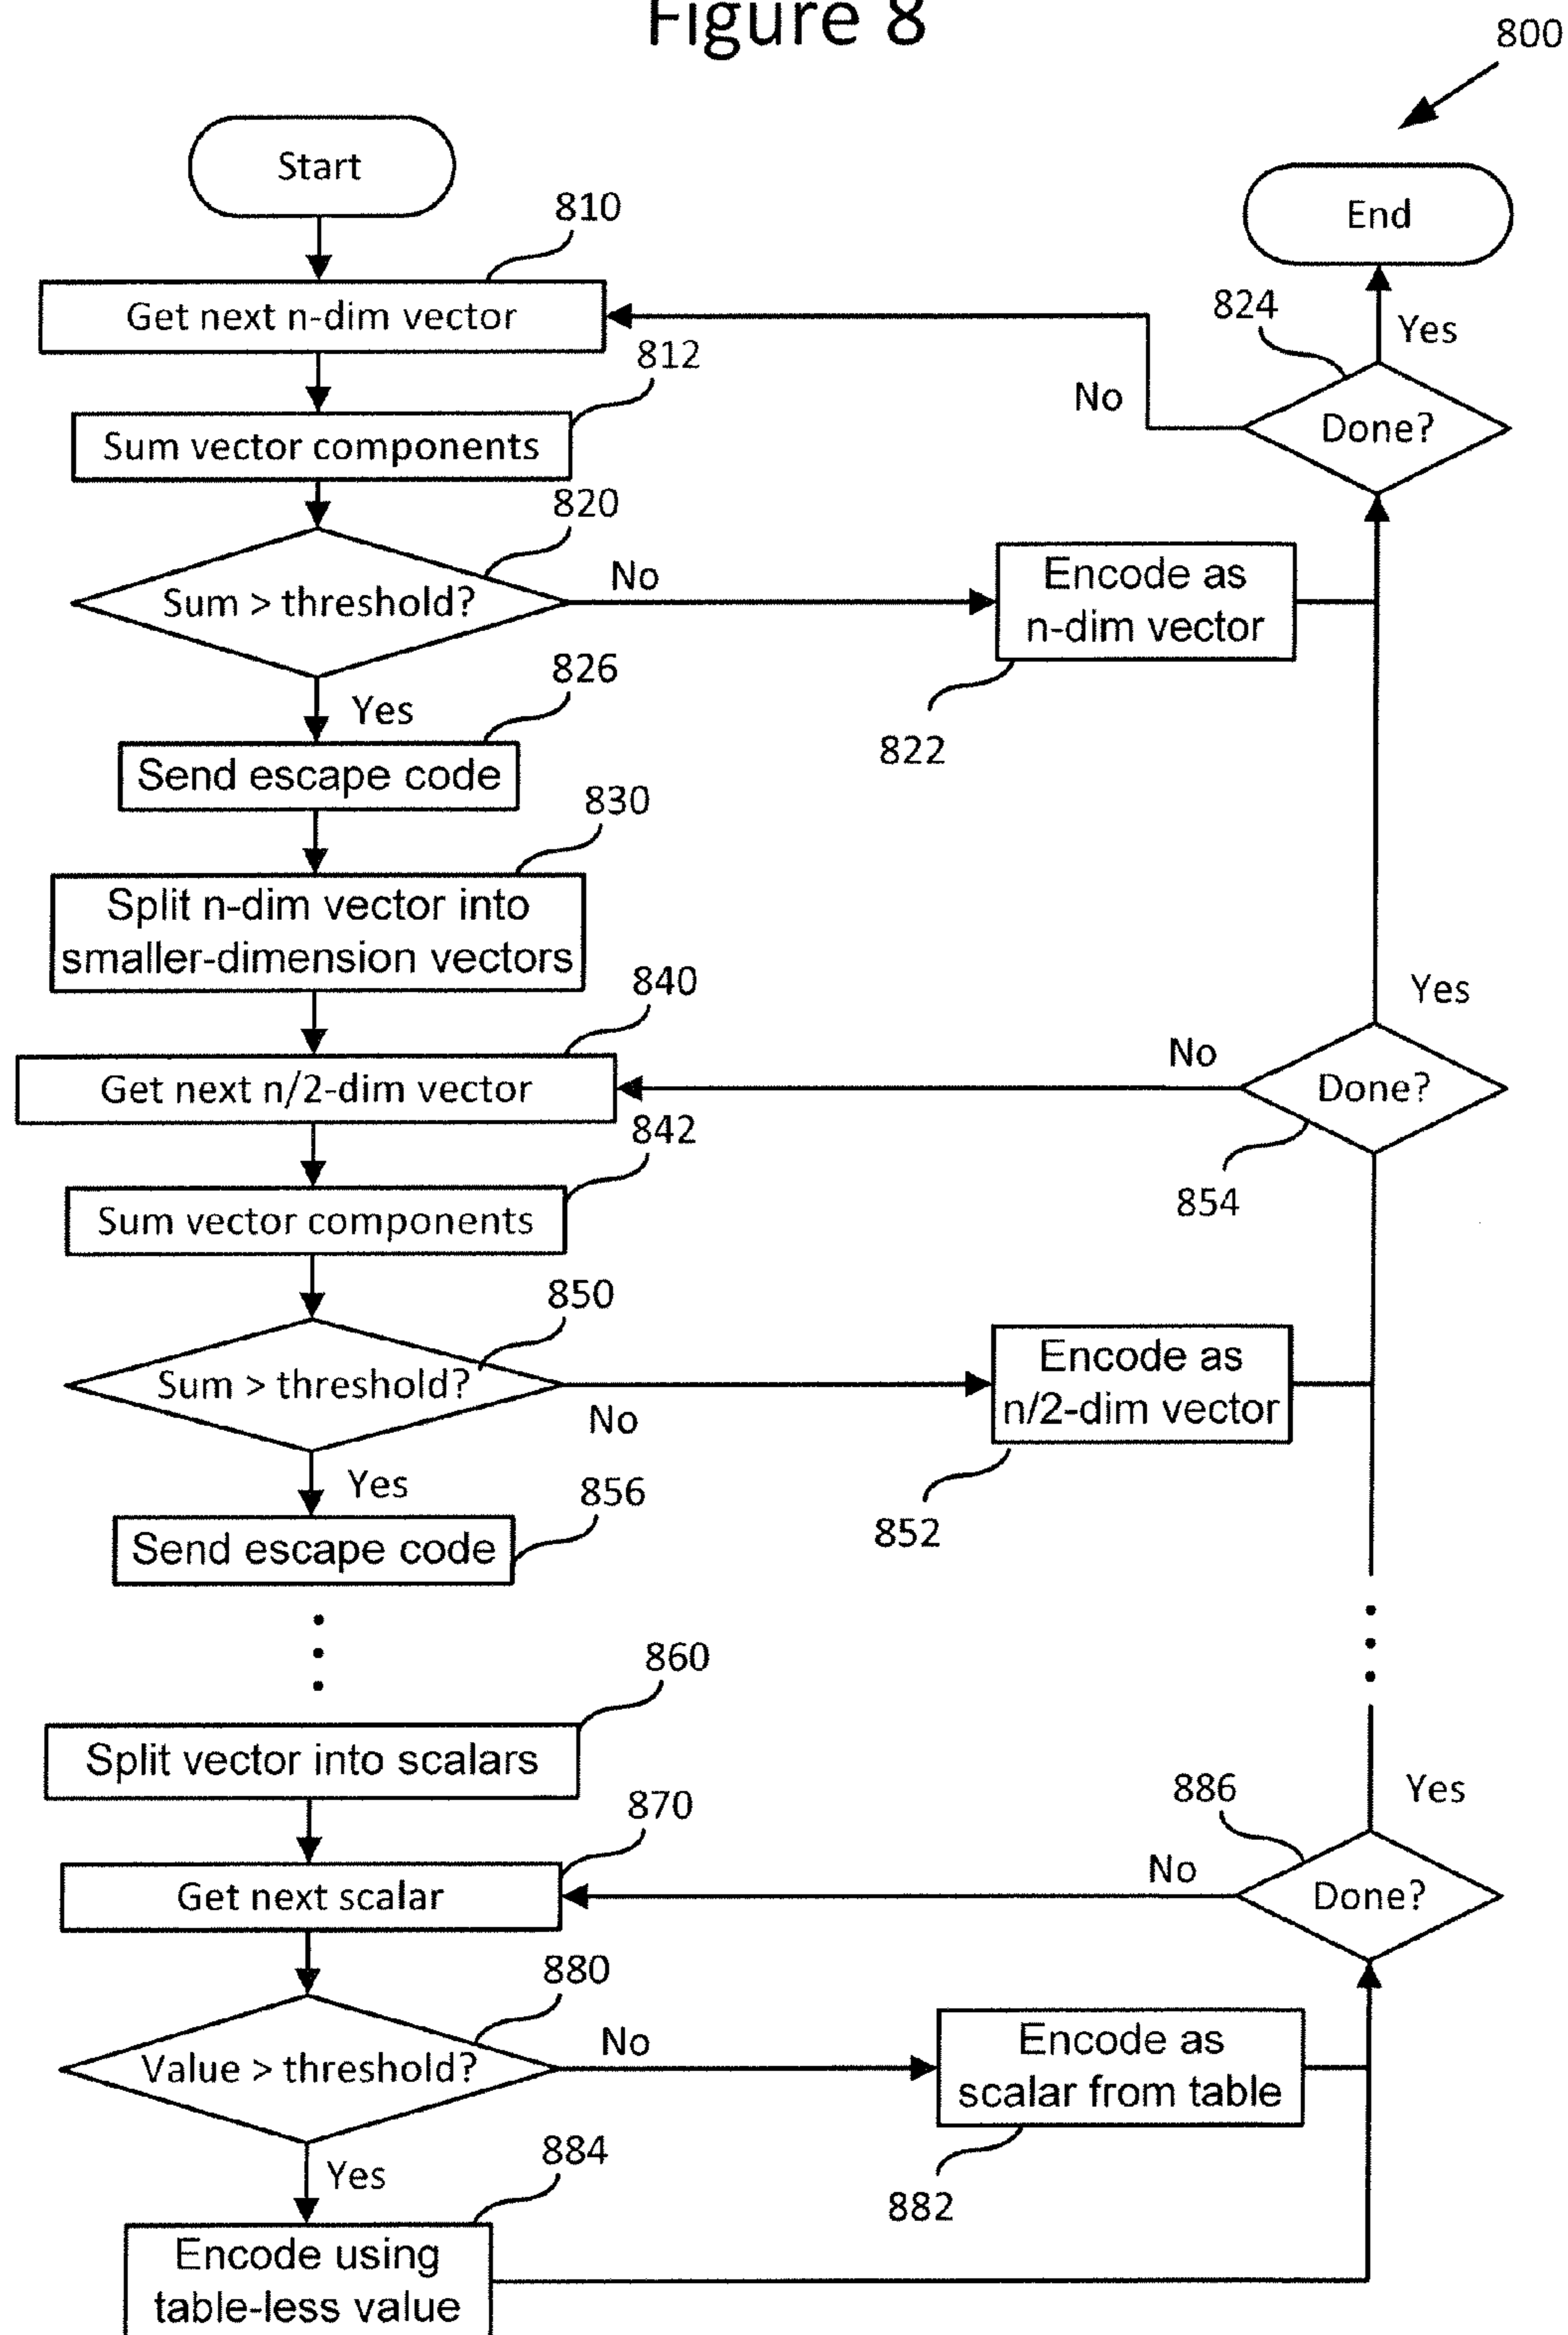 Figure 8
800
Start
End
810
Get next n-dim vector
824
Yes
No
Done?
812
Sum vector components
820
Sum > threshold?
No
Encode as
n-dim vector
822
Yes
826
Send escape code
830
Split n-dim vector into
smaller-dimension vectors
840
Get next n/2-dim vector
Yes
No
Done?
854
842
Sum vector components
850
Sum > threshold?
No
Encode as
n/2-dim vector
852
Yes
856
Send escape code
860
Split vector into scalars
870
Get next scalar
886
Yes
No
Done?
880
Value > threshold?
No
Encode as
scalar from table
882
Yes
884
Encode using
table-less value